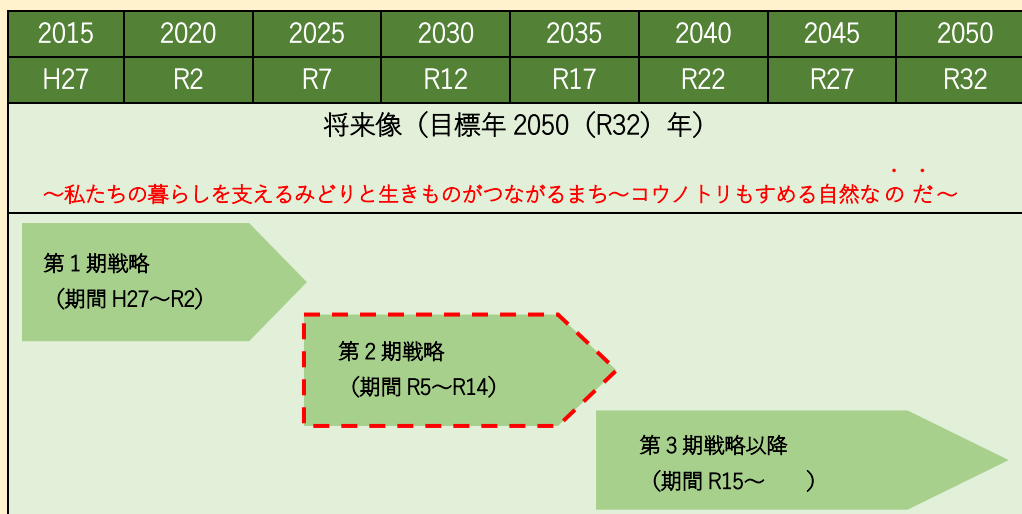 2015 2020 2025 2030 2035 2040 2045 2050
H27 R2 R7 R12 R17 R22 R27 R32
将来像（目標年 2050（R32）年）
～私たちの暮らしを支えるみどりと生きものがつながるまち～コウノトリもすめる自然なのだ～
第1期戦略
（期間 H27～R2）
第2期戦略
（期間 R5～R14）
第3期戦略以降
（期間 R15～　　）